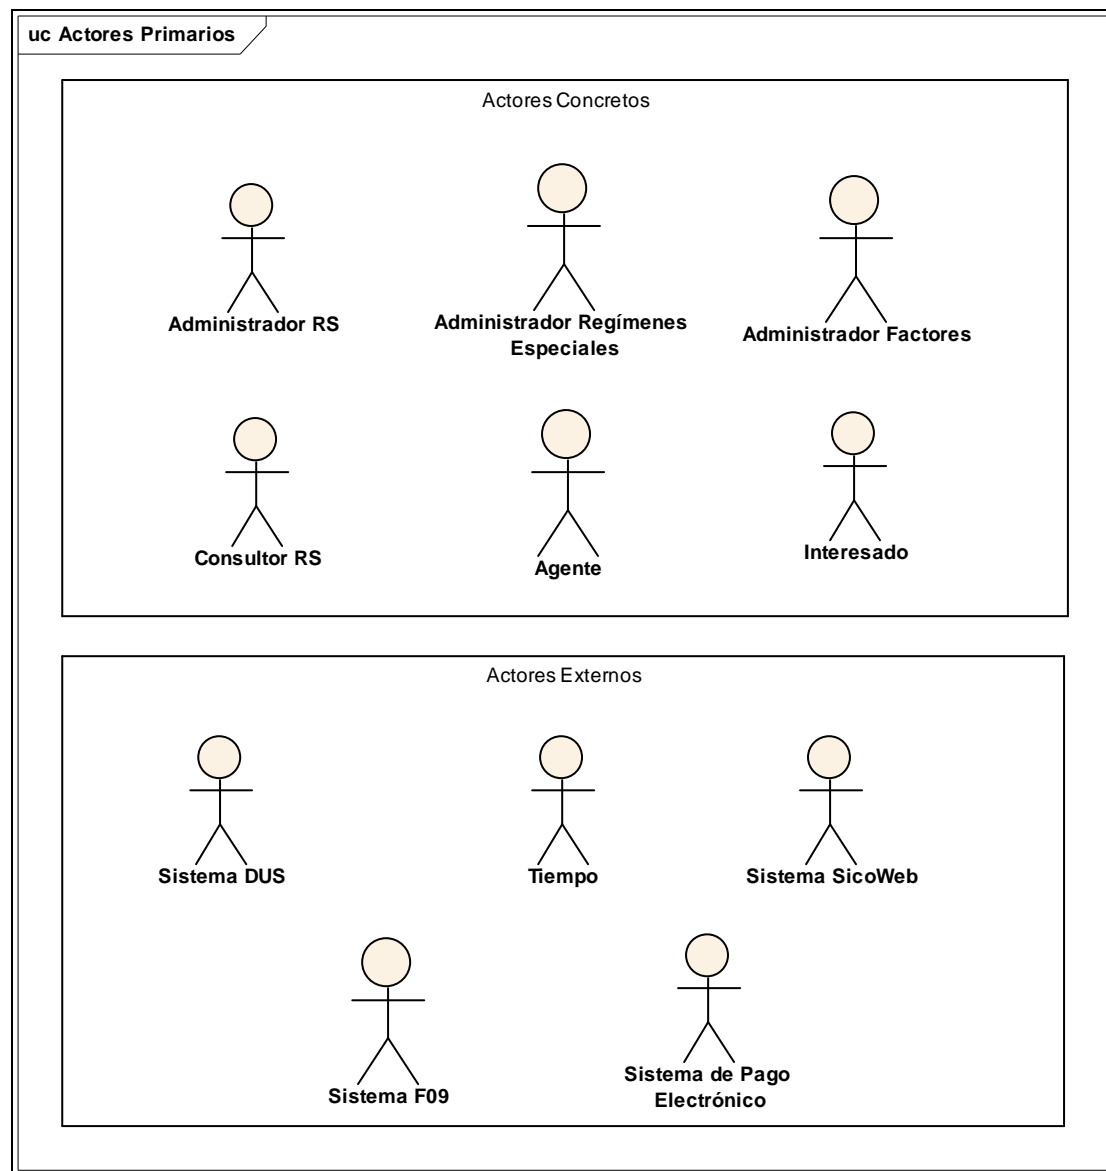 uc Actores Primarios
Actores Concretos
Administrador RS
Administrador Regímenes
Especiales
Administrador Factores
Consultor RS
Agente
Interesado
Actores Externos
Sistema DUS
Tiempo
Sistema SicoWeb
Sistema F09
Sistema de Pago
Electrónico